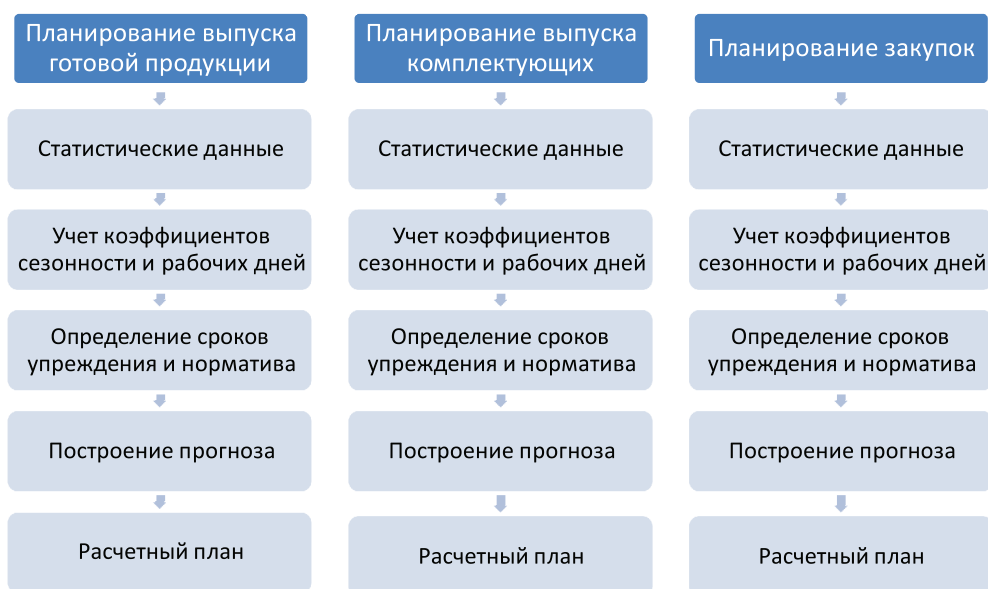 Планирование выпуска
готовой продукции
Статистические данные
Учет коэффициентов
сезонности и рабочих дней
Определение сроков
упреждения и норматива
Построение прогноза
Расчетный план
Планирование выпуска
комплектующих
Статистические данные
Учет коэффициентов
сезонности и рабочих дней
Определение сроков
упреждения и норматива
Построение прогноза
Расчетный план
Планирование закупок
Статистические данные
Учет коэффициентов
сезонности и рабочих дней
Определение сроков
упреждения и норматива
Построение прогноза
Расчетный план